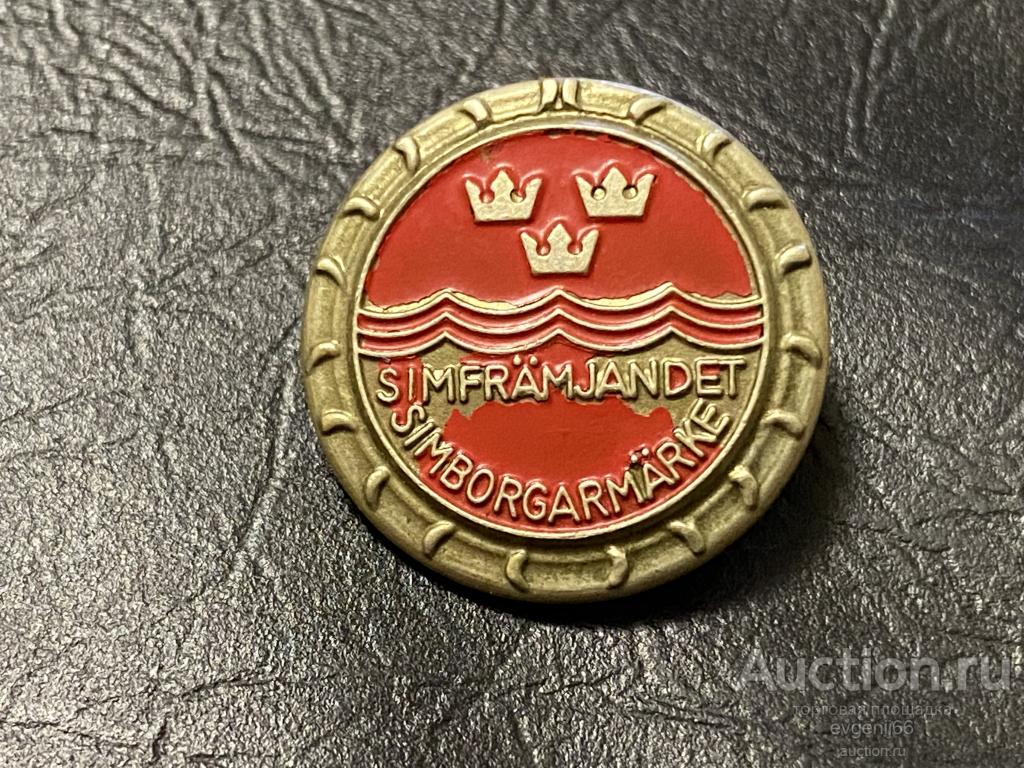 SIMFRÄMJANDET
SIMBORGARMÄRKE
Auction.ru
торговая площадка
evgenij66
auction.ru